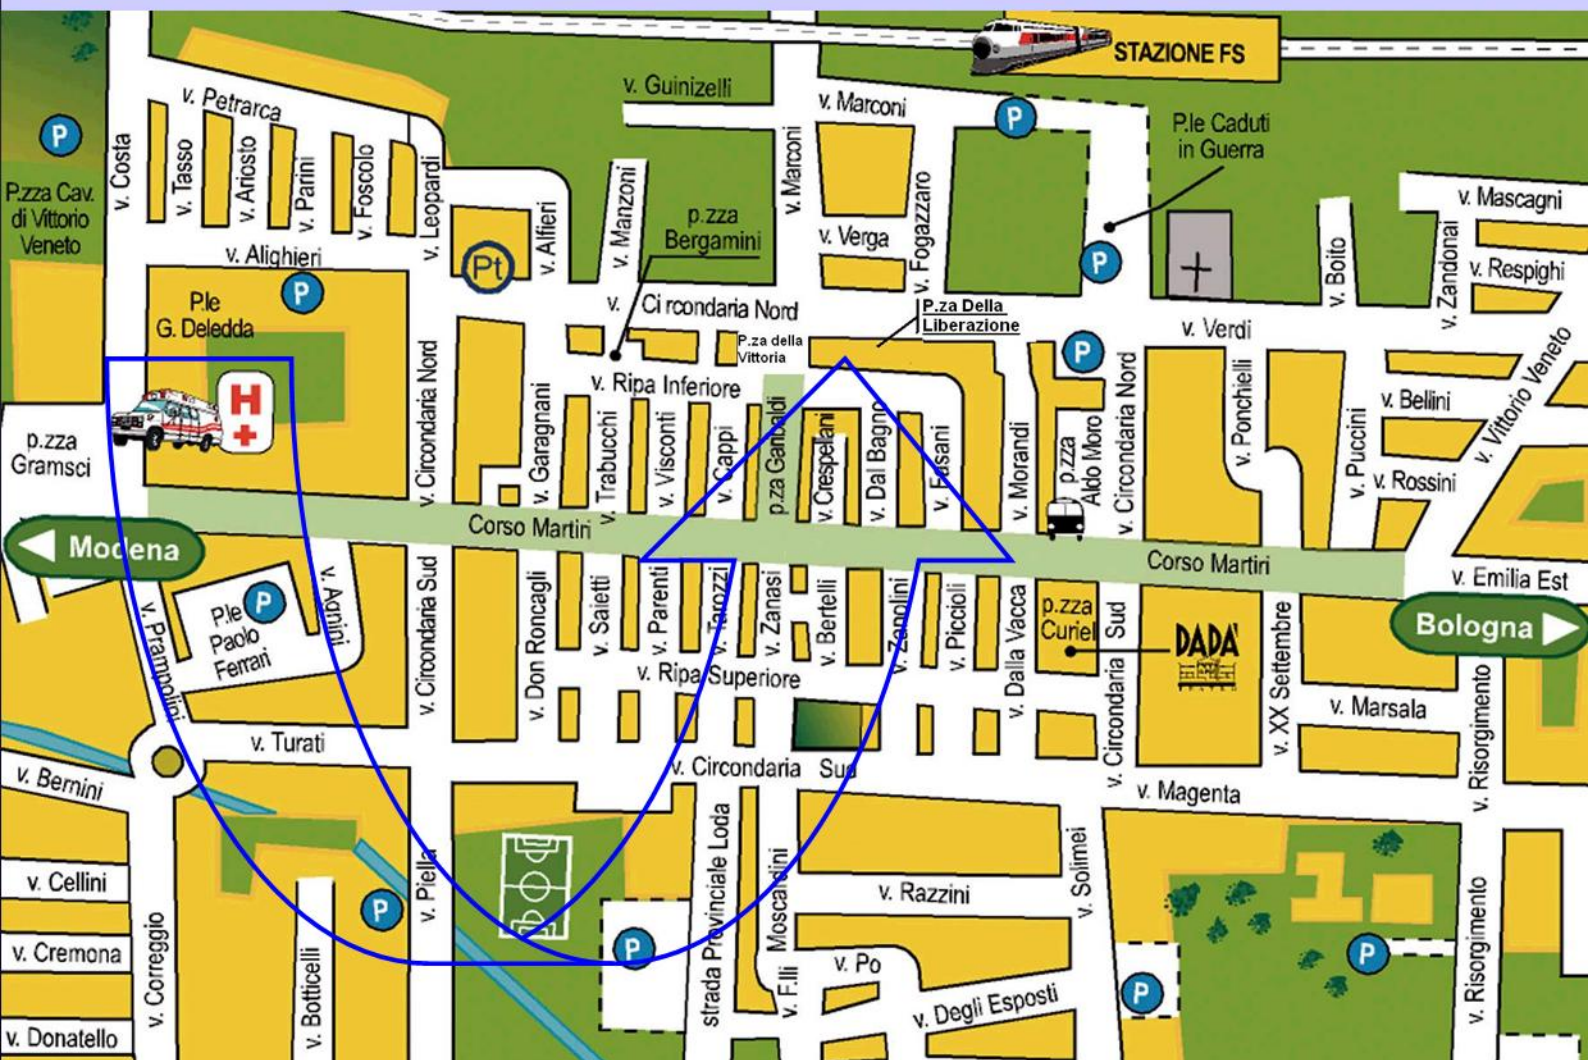 STAZIONE FS
v. Guinizelli
v. Marconi
v. Petrarca
P
P
P.le Caduti
in Guerra
v. Costa
v. Tasso
v. Ariosto
v. Parini
v. Foscolo
v. Leopardi
v. Alfieri
v. Manzoni
v. Marconi
v. Fogazzaro
P.zza Cav.
di Vittorio
Veneto
p.zza
Bergamini
v. Mascagni
v. Verga
v. Boito
v. Zandonai
v. Respighi
v. Alighieri
Pt
P
P
P.le
G. Deledda
v. Circondaria Nord
P.za Della
Liberazione
v. Verdi
P.za della
Vittoria
P
v. Vittorio Veneto
v. Circondaria Nord
v. Ripa Inferiore
v. Circondaria Nord
v. Ponchielli
v. Bellini
H
p.zza
Gramsci
v. Garagnani
v. Trabucchi
v. Visconti
v. Cappi
p.za Garibaldi
v. Crespellani
v. Dal Bagno
v. Fusani
v. Morandi
p.zza
Aldo Moro
v. Puccini
v. Rossini
Corso Martiri
Modena
Corso Martiri
v. Emilia Est
Bologna
v. Prampolini
P.le
Paolo
Ferrari
P
v. Agnini
v. Circondaria Sud
v. Don Roncagli
v. Saietti
v. Parenti
v. Tarozzi
v. Zanasi
v. Bertelli
v. Zanolini
v. Piccioli
v. Dalla Vacca
p.zza
Curiel
v. Circondaria Sud
DADA'
TEATRO
v. XX Settembre
v. Ripa Superiore
v. Marsala
v. Risorgimento
v. Turati
v. Circondaria Sud
v. Bernini
v. Magenta
v. Piella
strada Provinciale Loda
v. F.lli Moscardini
v. Solimei
v. Cellini
v. Razzini
P
v. Correggio
v. Botticelli
v. Cremona
P
v. Po
P
v. Risorgimento
P
v. Degli Esposti
v. Donatello